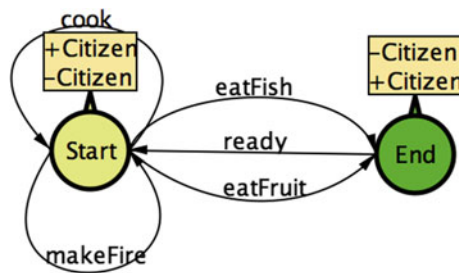 cook
+Citizen
−Citizen
−Citizen
+Citizen
eatFish
Start
ready
End
eatFruit
makeFire